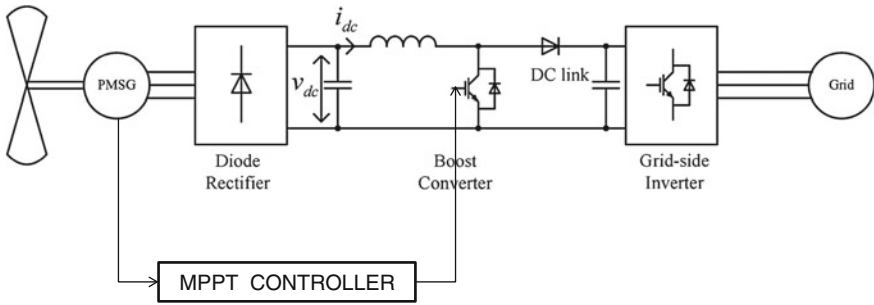 i_dc
PMSG
v_dc
DC link
Grid
Diode
Rectifier
Boost
Converter
Grid-side
Inverter
MPPT CONTROLLER